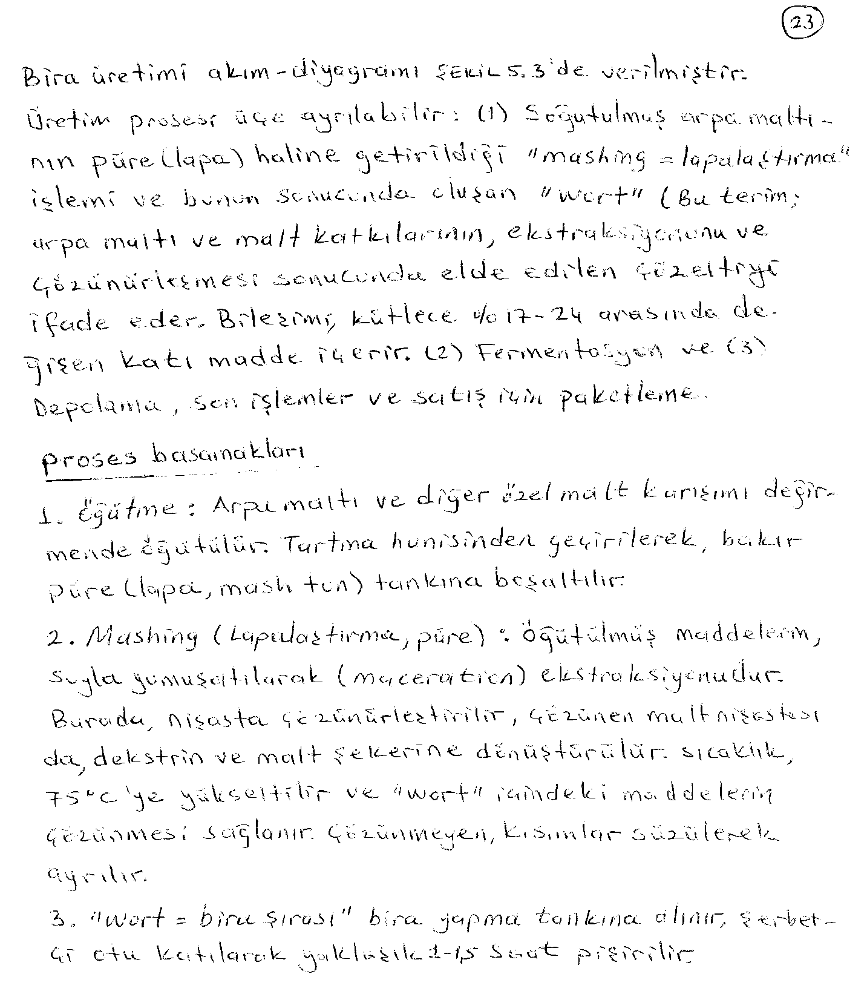 23
Bira üretimi akım-diyagramı ŞEKİL 5.3'de verilmiştir.
Üretim prosesi üçe ayrılabilir: (1) Soğutulmuş arpa maltı-
nın püre (lapa) haline getirildiği "mashing = lapalaştırma"
işlemi ve bunun sonucunda oluşan "wort" (Bu terim;
arpa maltı ve malt katkılarının, ekstraksiyonunu ve
çözünürleşmesi sonucunda elde edilen çözeltiyi
ifade eder. Bileşimi, kütlece %17-24 arasında de-
ğişen katı madde içerir. (2) Fermentasyon ve (3)
Depolama, son işlemler ve satış için paketleme.
Proses basamakları
1. Öğütme: Arpa maltı ve diğer özel malt karışımı değir-
mende öğütülür. Tartma hunisinden geçirilerek, bakır
püre (lapa, mash tun) tankına boşaltılır.
2. Mashing (Lapalaştırma, püre): Öğütülmüş maddelerin,
suyla yumuşatılarak (maceration) ekstraksiyonudur.
Burada, nişasta çözünürleştirilir, çözünen malt nişastası
da, dekstrin ve malt şekerine dönüştürülür. Sıcaklık,
75°C'ye yükseltilir ve "wort" içindeki maddelerin
çözünmesi sağlanır. Çözünmeyen, kısımlar süzülerek
ayrılır.
3. "Wort = bira şırası" bira yapma tankına alınır, şerbet-
çi otu katılarak yaklaşık 1-1,5 saat pişirilir.